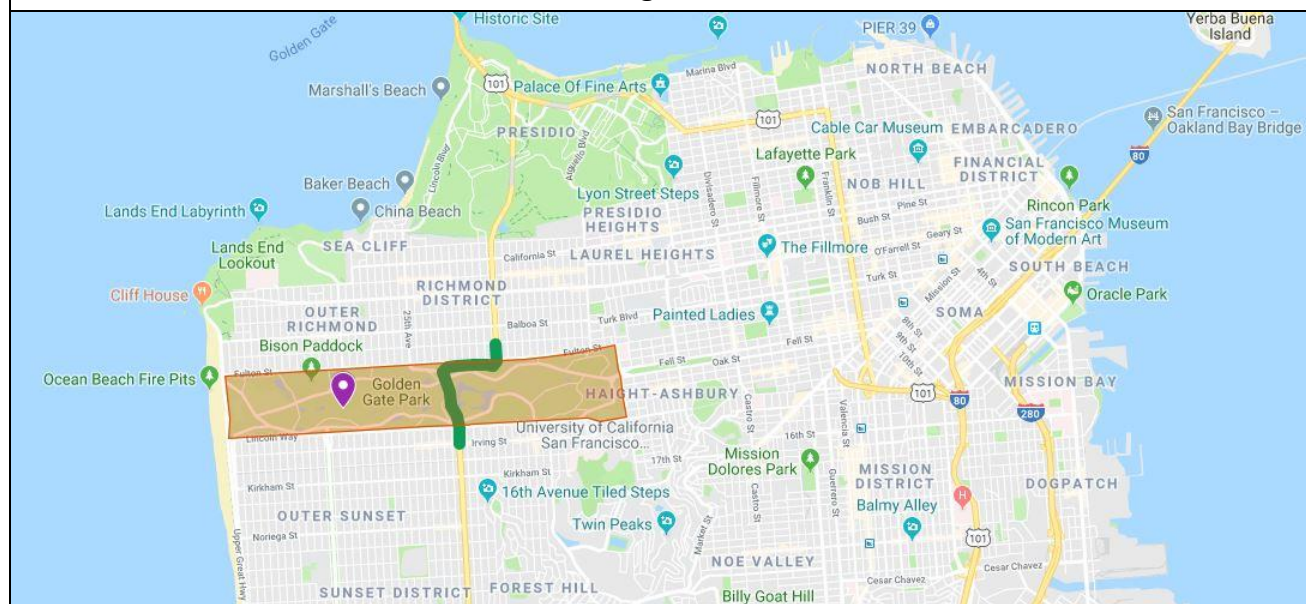 Historic Site
Golden Gate
PIER 39
Yerba Buena
Island
Marina Blvd
NORTH BEACH
101
Palace Of Fine Arts
Marshall's Beach
101
San Francisco –
Oakland Bay Bridge
PRESIDIO
Cable Car Museum
EMBARCADERO
Lincoln Blvd
Arguello Blvd
Lafayette Park
80
FINANCIAL
DISTRICT
Baker Beach
Lyon Street Steps
Divisadero St
Fillmore St
Franklin St
NOB HILL
Rincon Park
Lands End Labyrinth
China Beach
PRESIDIO
HEIGHTS
Pine St
Bush St
San Francisco Museum
of Modern Art
Lands End
Lookout
SEA CLIFF
California St
LAUREL HEIGHTS
The Fillmore
Geary St
O'Farrell St
Turk St
Mission St
4th St
SOUTH BEACH
Cliff House
RICHMOND
DISTRICT
OUTER
RICHMOND
25th Ave
Balboa St
Turk Blvd
Painted Ladies
SOMA
Oracle Park
8th St
9th St
10th St
Bison Paddock
Fulton St
Fulton St
Fell St
Oak St
Fell St
Ocean Beach Fire Pits
Golden
Gate Park
HAIGHT-ASHBURY
101
80
MISSION BAY
280
Lincoln Way
Irving St
University of California
San Francisco...
Castro St
Valencia St
16th St
17th St
Mission
Dolores Park
Kirkham St
Kirkham St
16th Avenue Tiled Steps
Guerrero St
MISSION
DISTRICT
H
DOGPATCH
OUTER SUNSET
Noriega St
Twin Peaks
Castro St
Balmy Alley
Market St
101
Upper Great Hwy
NOE VALLEY
Cesar Chavez
Cesar Chavez
SUNSET DISTRICT
FOREST HILL
Billy Goat Hill